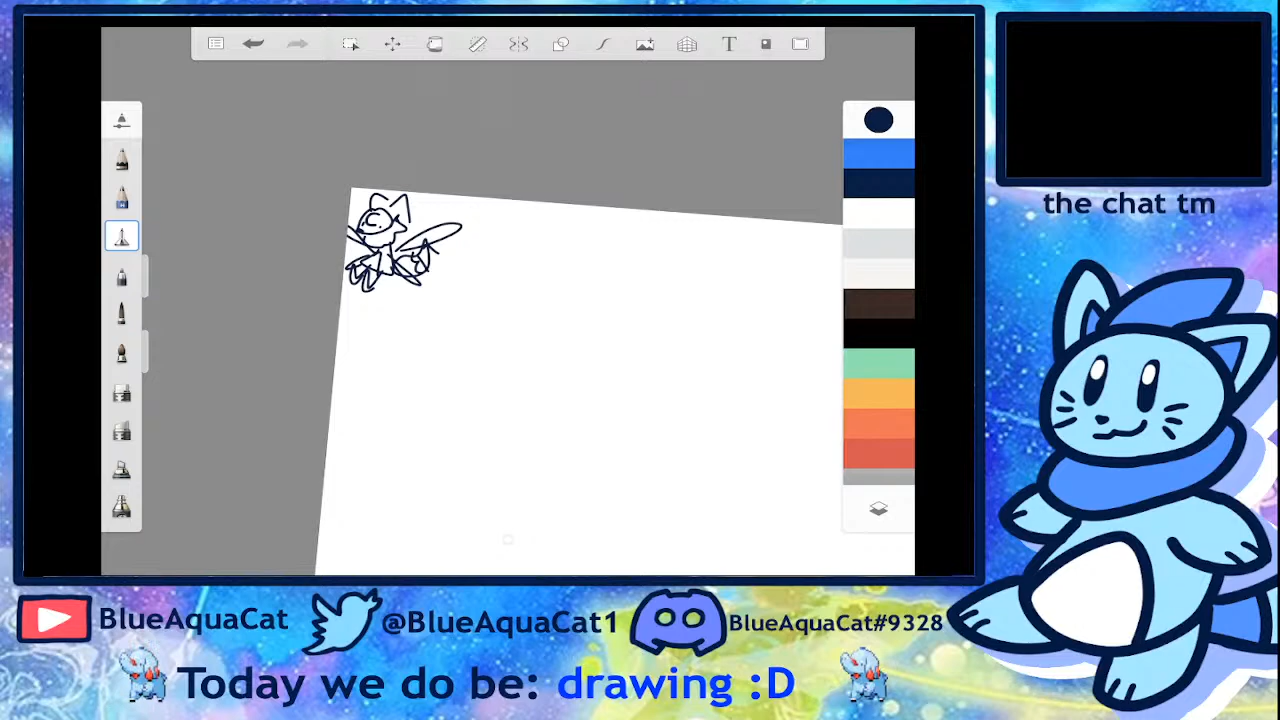 T
the chat tm
BlueAquaCat
@BlueAquaCat1
BlueAquaCat#9328
Today we do be: drawing :D